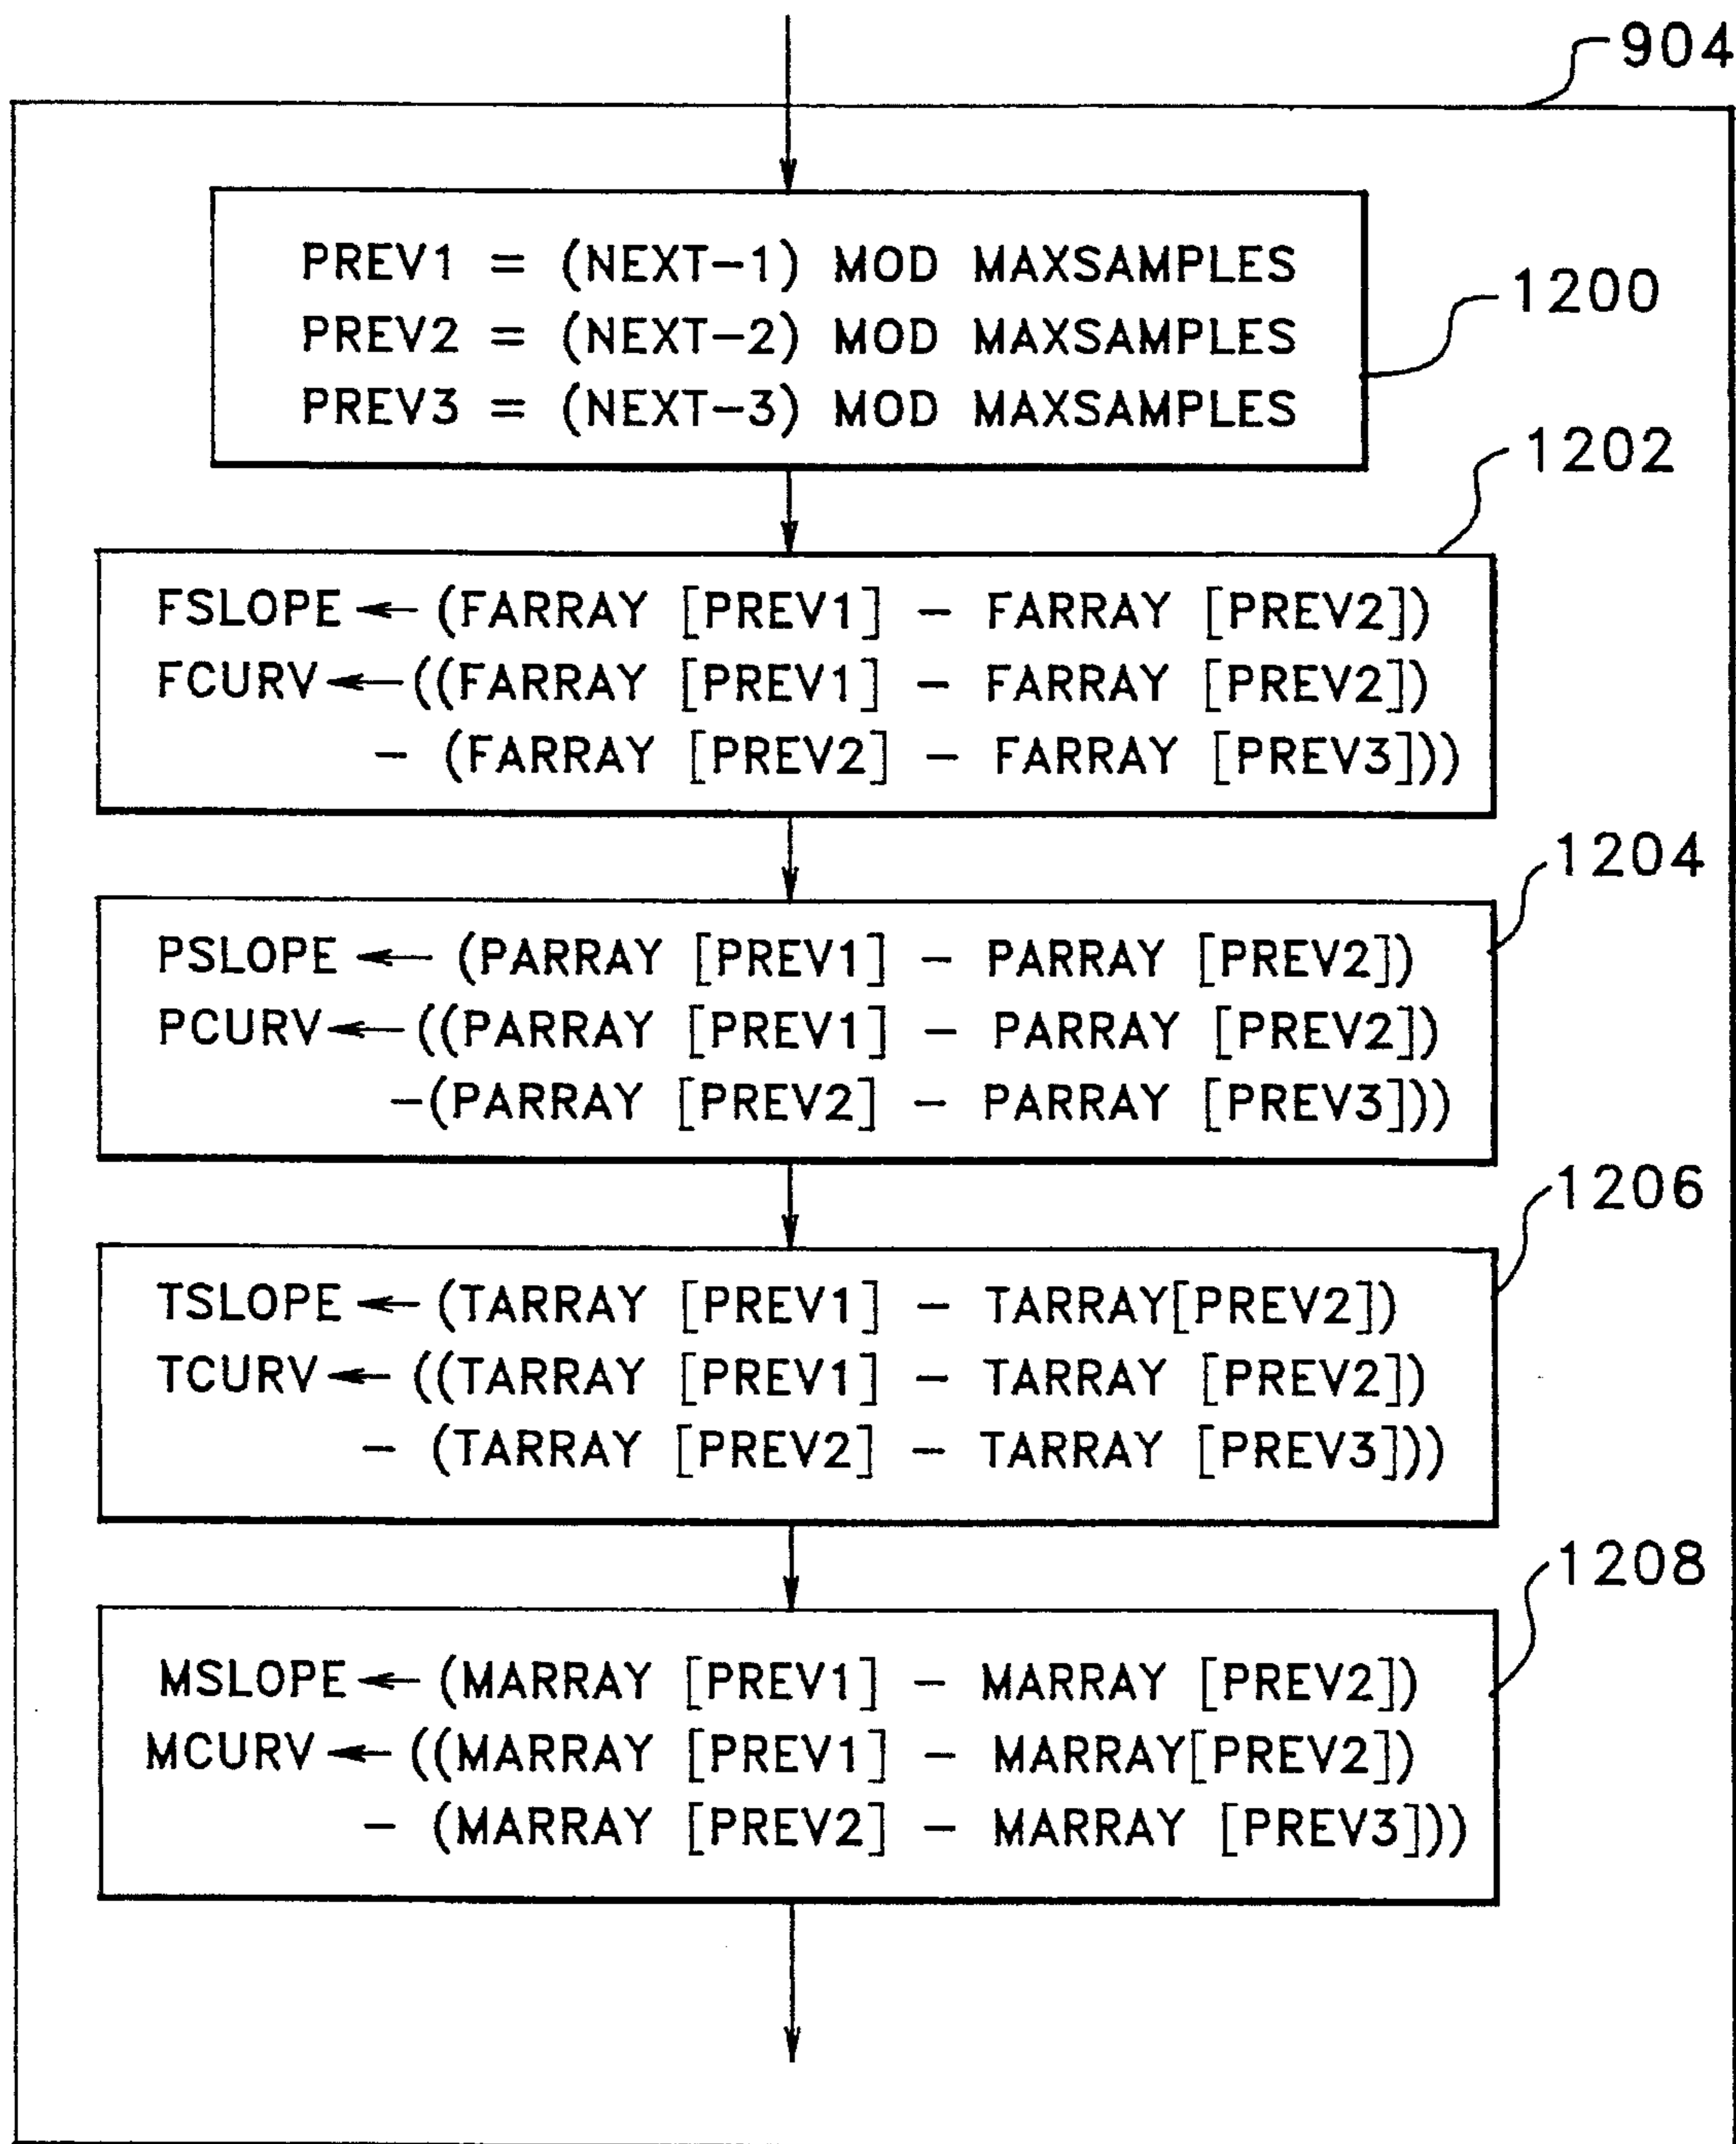 904
PREV1 = (NEXT-1) MOD MAXSAMPLES
PREV2 = (NEXT-2) MOD MAXSAMPLES
PREV3 = (NEXT-3) MOD MAXSAMPLES
1200
1202
FSLOPE ← (FARRAY [PREV1] - FARRAY [PREV2])
FCURV ← ((FARRAY [PREV1] - FARRAY [PREV2])
- (FARRAY [PREV2] - FARRAY [PREV3]))
1204
PSLOPE ← (PARRAY [PREV1] - PARRAY [PREV2])
PCURV ← ((PARRAY [PREV1] - PARRAY [PREV2])
-(PARRAY [PREV2] - PARRAY [PREV3]))
1206
TSLOPE ← (TARRAY [PREV1] - TARRAY[PREV2])
TCURV ← ((TARRAY [PREV1] - TARRAY [PREV2])
- (TARRAY [PREV2] - TARRAY [PREV3]))
1208
MSLOPE ← (MARRAY [PREV1] - MARRAY [PREV2])
MCURV ← ((MARRAY [PREV1] - MARRAY[PREV2])
- (MARRAY [PREV2] - MARRAY [PREV3]))